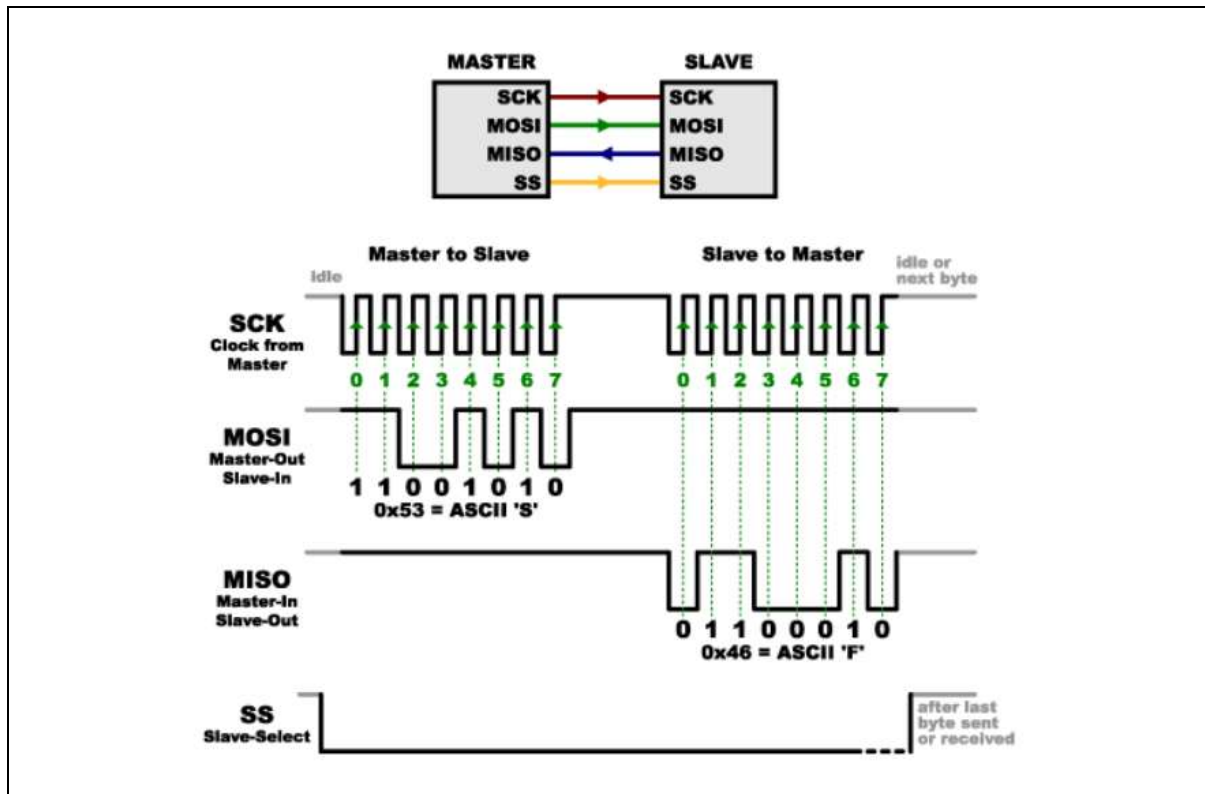 MASTER SLAVE
SCK SCK
MOSI MOSI
MISO MISO
SS SS
Master to Slave Slave to Master
Idle
idle or
next byte
SCK
Clock from
Master
0 1 2 3 4 5 6 7 0 1 2 3 4 5 6 7
MOSI
Master-Out
Slave-In
1 1 0 0 1 0 1 0
0x53 = ASCII 'S'
MISO
Master-In
Slave-Out
0 1 1 0 0 0 1 0
0x46 = ASCII 'F'
SS
Slave-Select
after last
byte sent
or received